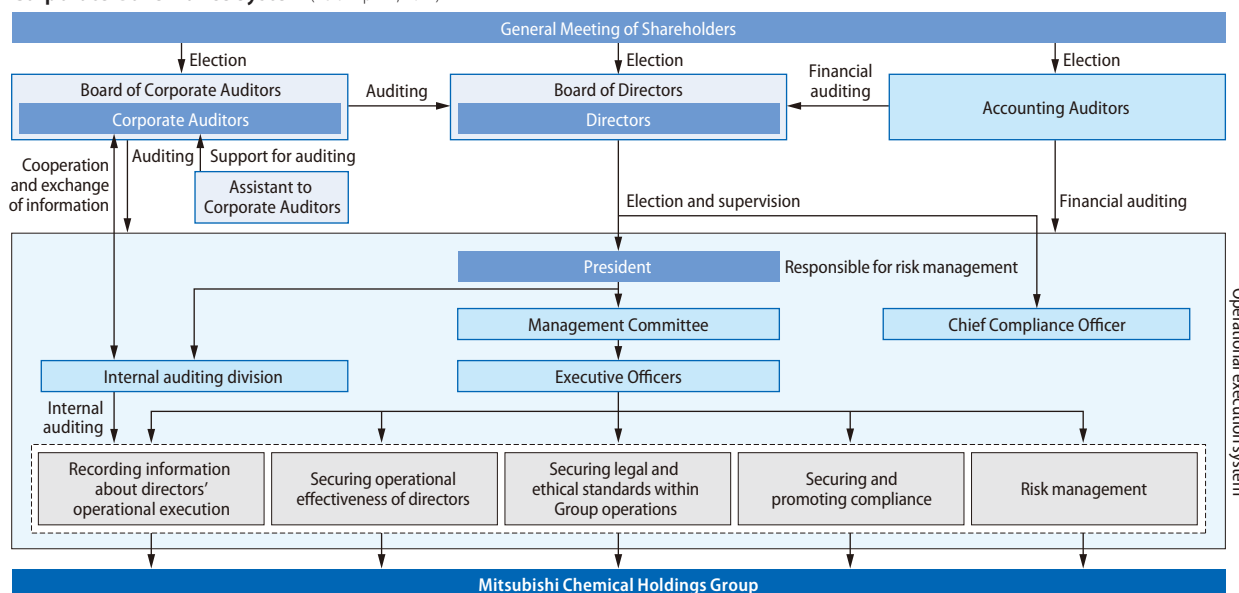 General Meeting of Shareholders
Election
Election
Election
Board of Corporate Auditors
Corporate Auditors
Auditing
Board of Directors
Directors
Financial
auditing
Accounting Auditors
Cooperation
and exchange
of information
Auditing
Support for auditing
Assistant to
Corporate Auditors
Election and supervision
Financial auditing
President
Responsible for risk management
Management Committee
Chief Compliance Officer
Internal auditing division
Executive Officers
Internal
auditing
Recording information
about directors’
operational execution
Securing operational
effectiveness of directors
Securing legal and
ethical standards within
Group operations
Securing and
promoting compliance
Risk management
Operational execution system
Mitsubishi Chemical Holdings Group